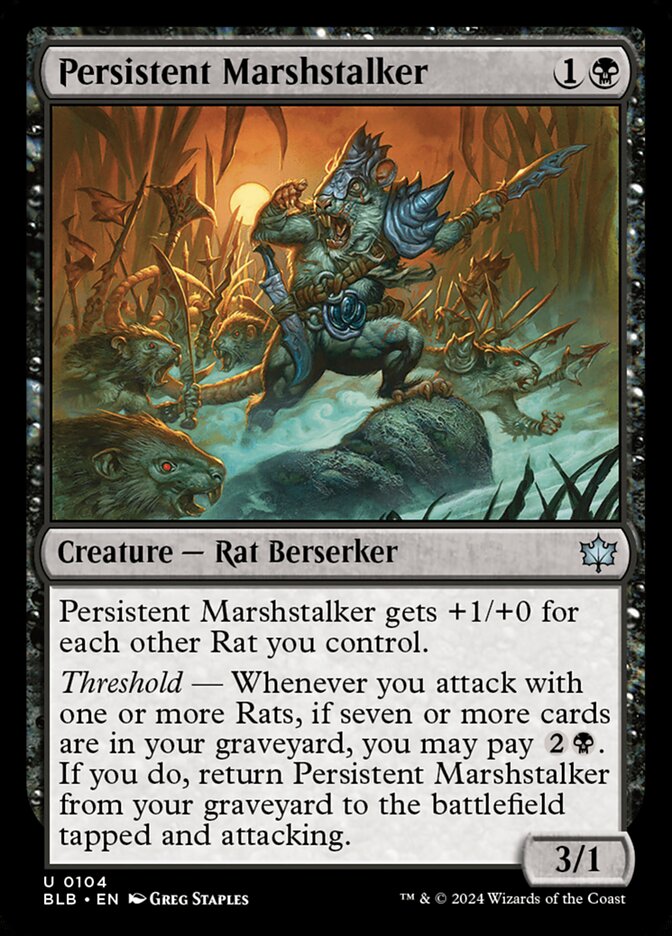 Persistent Marshstalker 1
Creature — Rat Berserker
Persistent Marshstalker gets +1/+0 for
each other Rat you control.
Threshold — Whenever you attack with
one or more Rats, if seven or more cards
are in your graveyard, you may pay 2.
If you do, return Persistent Marshstalker
from your graveyard to the battlefield
tapped and attacking.
3/1
U 0104
BLB • EN Greg Staples
™ & © 2024 Wizards of the Coast